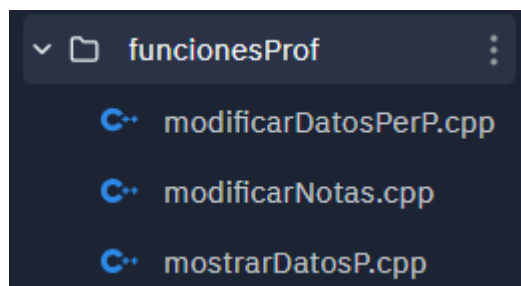 funcionesProf
C++ modificarDatosPerP.cpp
C++ modificarNotas.cpp
C++ mostrarDatosP.cpp